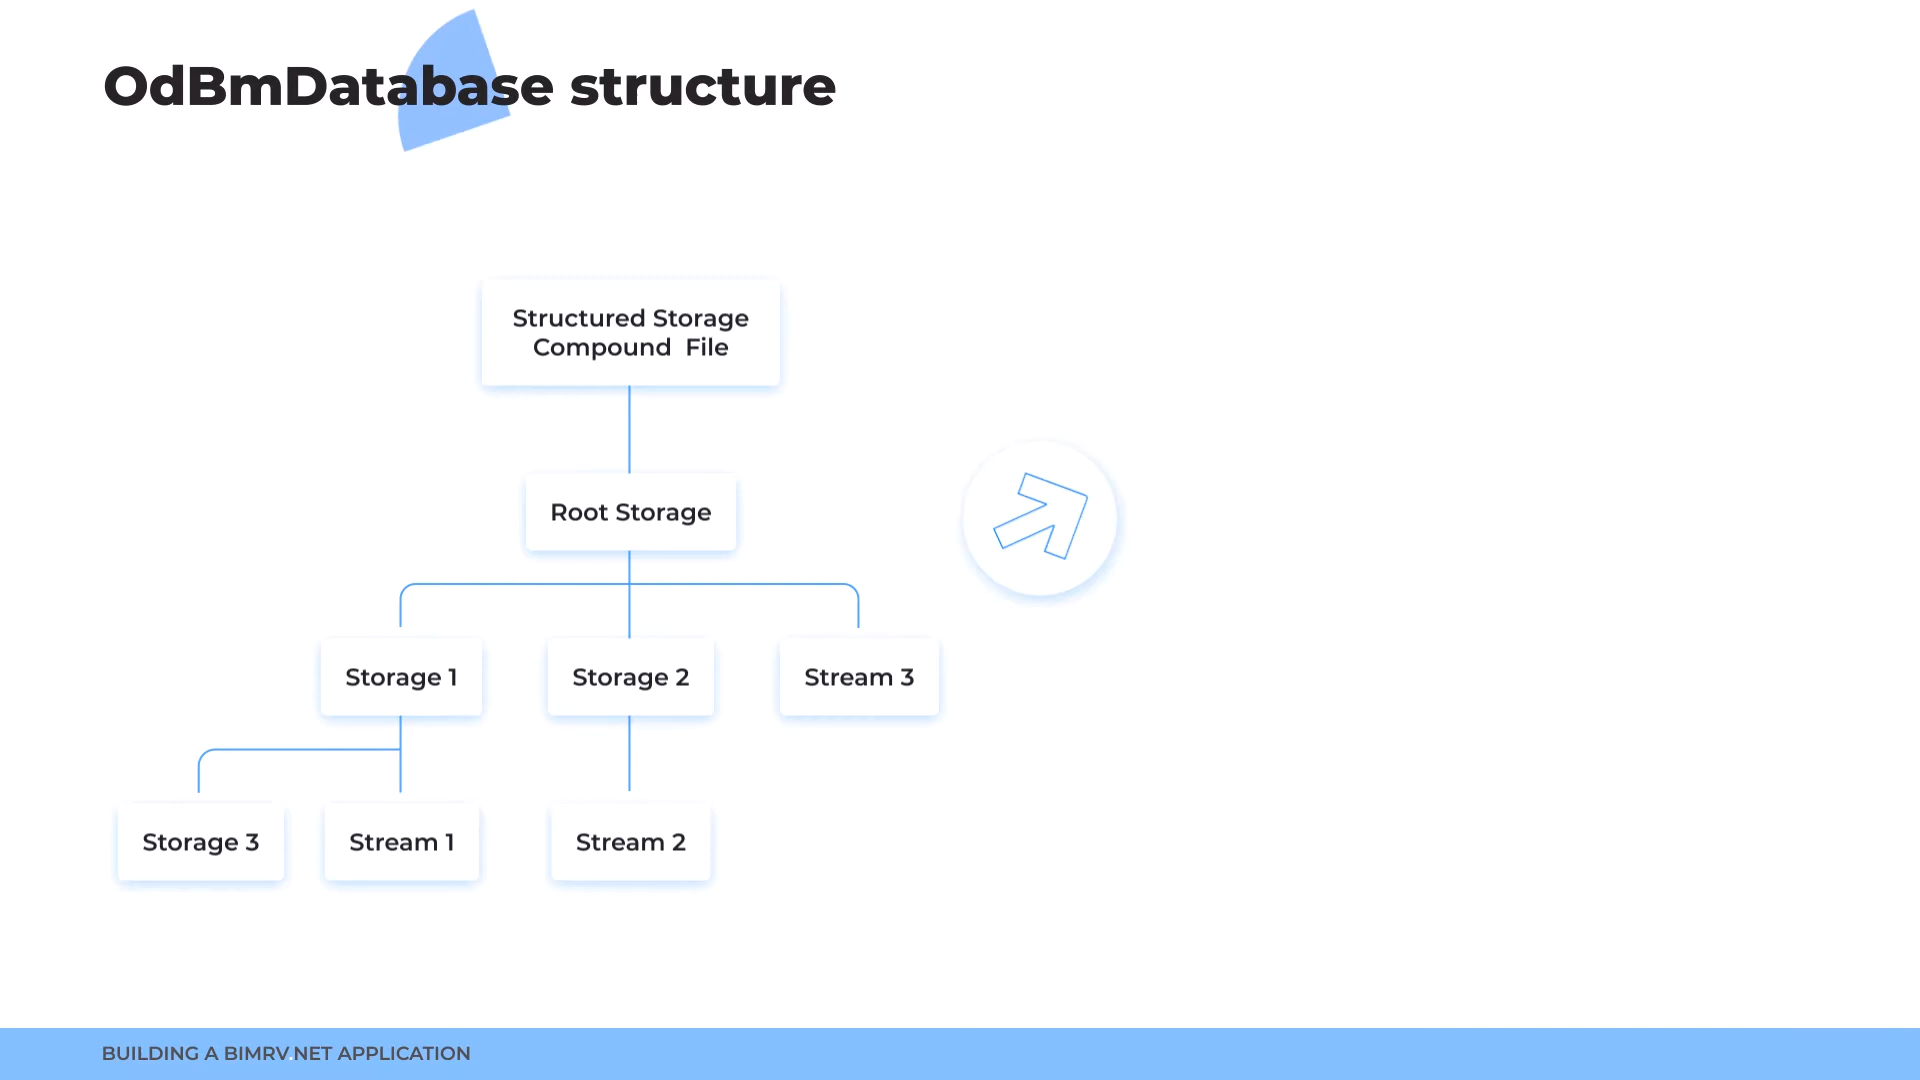 OdBmDatabase structure
Structured Storage
Compound File
Root Storage
Storage 1
Storage 2
Stream 3
Storage 3
Stream 1
Stream 2
BUILDING A BIMRV.NET APPLICATION